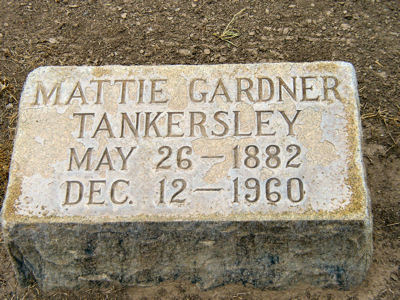 MATTIE GARDNER
TANKERSLEY
MAY 26 — 1882
DEC. 12 — 1960